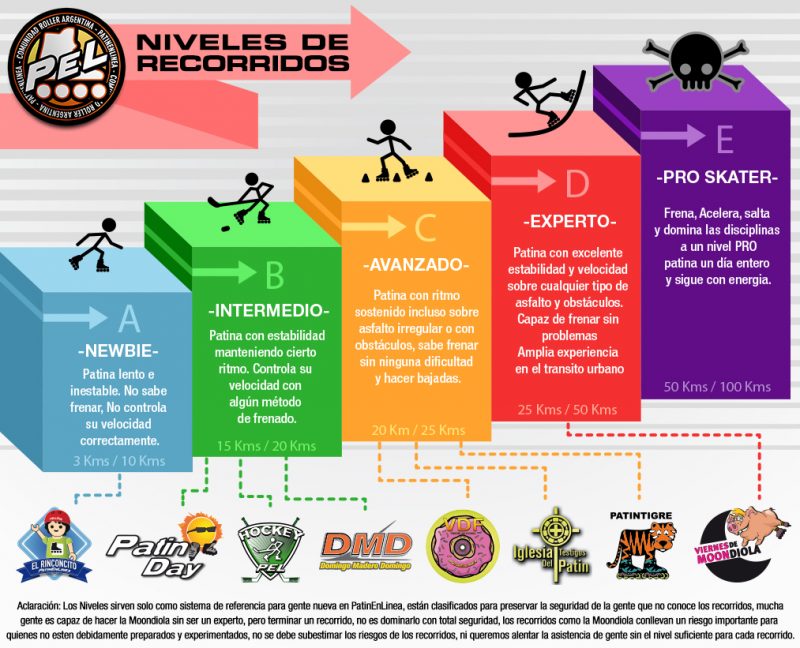 COMUNIDAD ROLLER ARGENTINA - PATINENLINEA
PEL
NIVELES DE
RECORRIDOS
A
-NEWBIE-
Patina lento e
inestable. No sabe
frenar, No controla
su velocidad
correctamente.
3 Kms / 10 Kms
B
-INTERMEDIO-
Patina con estabilidad
manteniendo cierto
ritmo. Controla su
velocidad con
algún método
de frenado.
15 Kms / 20 Kms
C
-AVANZADO-
Patina con ritmo
sostenido incluso sobre
asfalto irregular o con
obstáculos, sabe frenar
sin ninguna dificultad
y hacer bajadas.
20 Km / 25 Kms
D
-EXPERTO-
Patina con excelente
estabilidad y velocidad
sobre cualquier tipo de
asfalto y obstáculos.
Capaz de frenar sin
problemas
Amplia experiencia
en el transito urbano
25 Kms / 50 Kms
E
-PRO SKATER-
Frena, Acelera, salta
y domina las disciplinas
a un nivel PRO
patina un día entero
y sigue con energia.
50 Kms / 100 Kms
EL RINCONCITO
PATINENLINEA
Patin
Day
HOCKEY
PEL
DMD
Domingo Madero Domingo
VDF
Iglesia Testigos
Del Patin
PATINTIGRE
VIERNES DE
MOONDIOLA
Aclaración: Los Niveles sirven solo como sistema de referencia para gente nueva en PatinEnLinea, están clasificados para preservar la seguridad de la gente que no conoce los recorridos, mucha
gente es capaz de hacer la Moondiola sin ser un experto, pero terminar un recorrido, no es dominarlo con total seguridad, los recorridos como la Moondiola conllevan un riesgo importante para
quienes no esten debidamente preparados y experimentados, no se debe subestimar los riesgos de los recorridos, ni queremos alentar la asistencia de gente sin el nivel suficiente para cada recorrido.